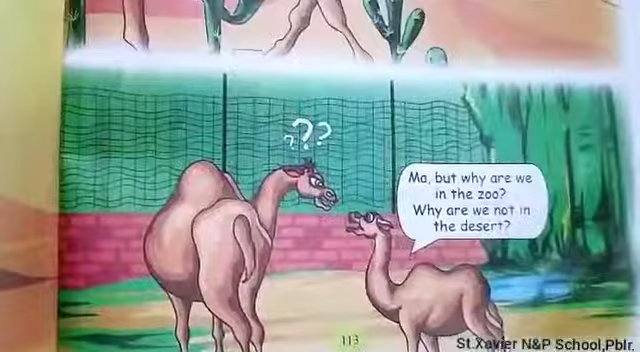 ???
Ma, but why are we
in the zoo?
Why are we not in
the desert?
113
St.Xavier N&P School,Pblr.